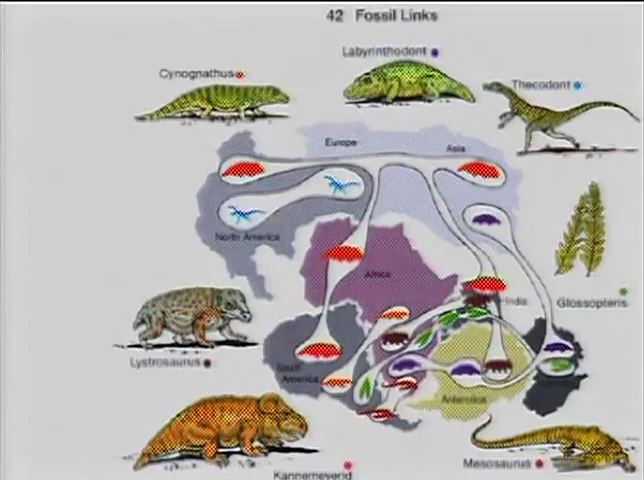 42 Fossil Links
Labyrinthodont
Cynognathus
Thecodont
Europe
Asia
North America
Africa
India
Glossopteris
Lystrosaurus
South
America
Antarctica
Mesosaurus
Kannemeyerid